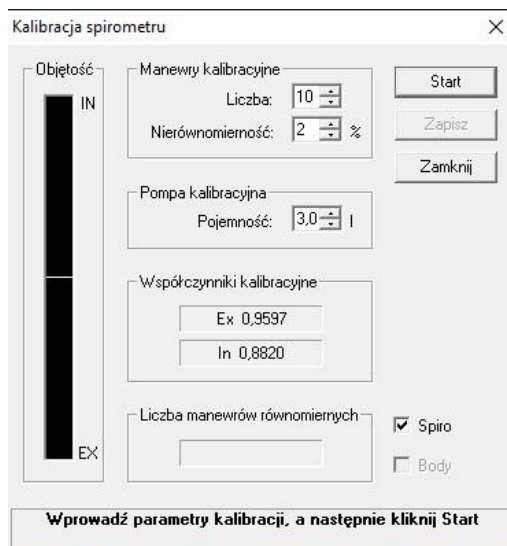 Kalibracja spirometru
Objętość
IN
EX
Manewry kalibracyjne
Liczba: 10
Nierównomierność: 2 %
Pompa kalibracyjna
Pojemność: 3,0 l
Współczynniki kalibracyjne
Ex 0,9597
In 0,8820
Liczba manewrów równomiernych
Start
Zapisz
Zamknij
Spiro
Body
Wprowadź parametry kalibracji, a następnie kliknij Start